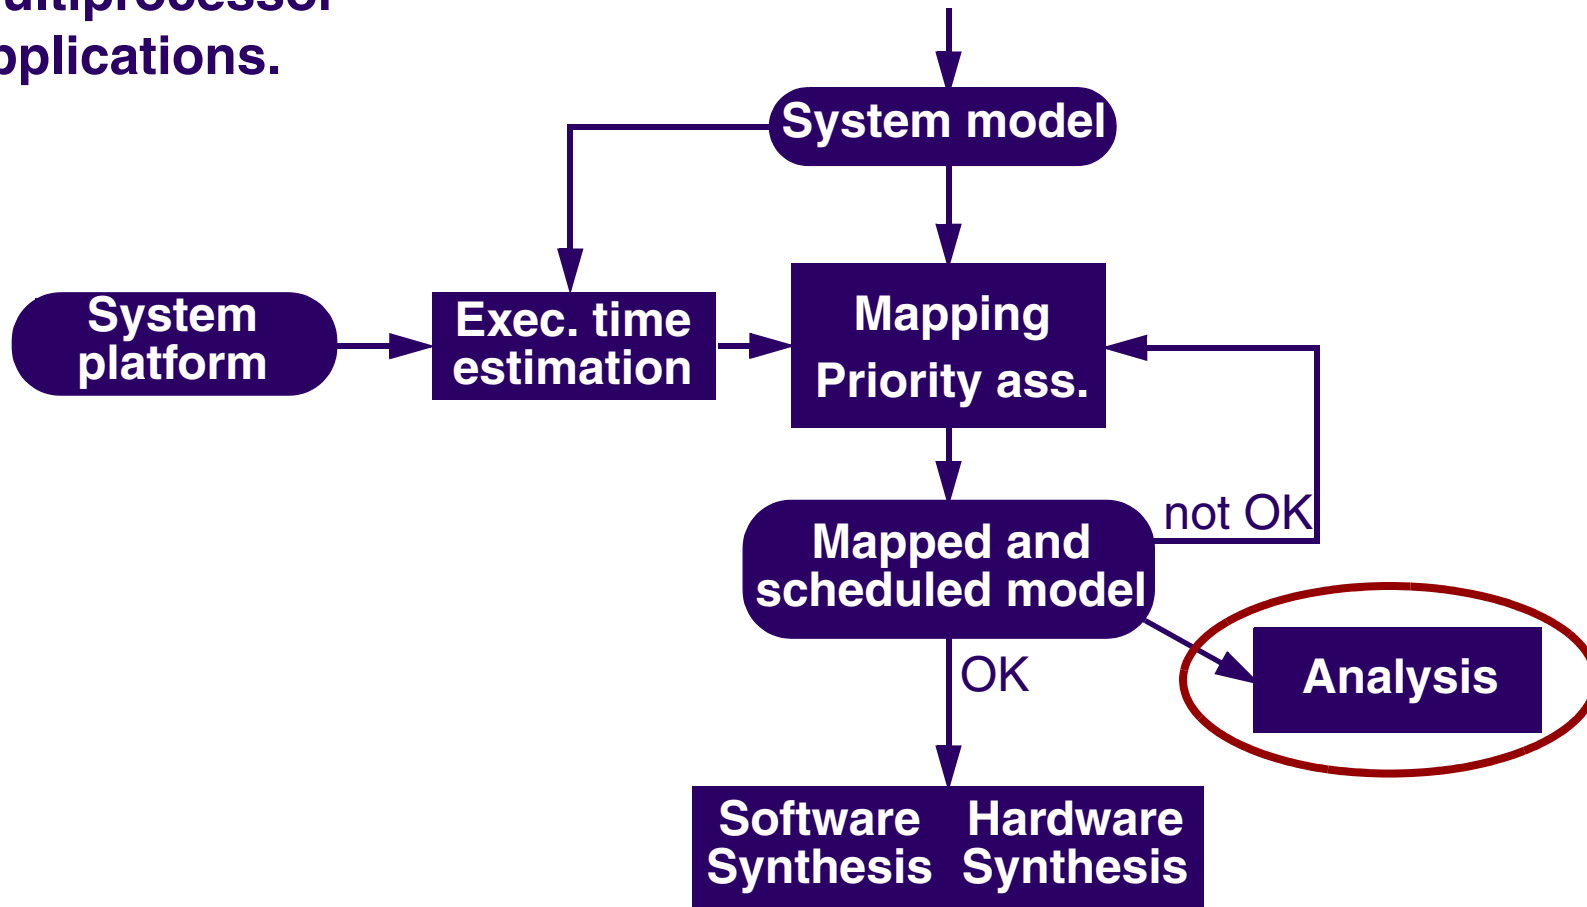 applications.
System model
System
platform
Exec. time
estimation
Mapping
Priority ass.
not OK
Mapped and
scheduled model
OK
Analysis
Software Hardware
Synthesis Synthesis